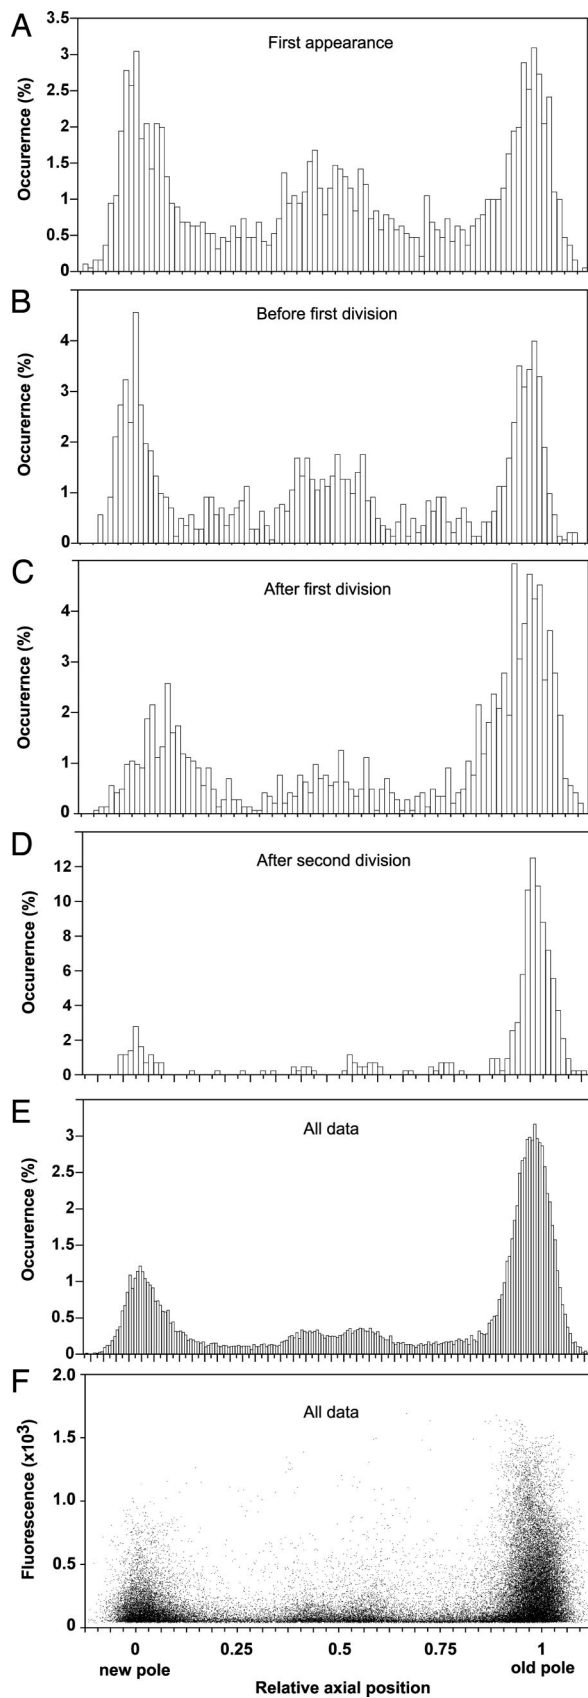 A
First appearance
Occurernce (%)
3.5
3
2.5
2
1.5
1
0.5
0
B
Before first division
Occurernce (%)
4
3
2
1
0
C
After first division
Occurernce (%)
4
3
2
1
0
D
After second division
Occurernce (%)
12
10
8
6
4
2
0
E
All data
Occurernce (%)
3
2.5
2
1.5
1
0.5
0
F
All data
Fluorescence (x10³)
2.0
1.5
1.0
0.5
0
0 0.25 0.5 0.75 1
new pole old pole
Relative axial position